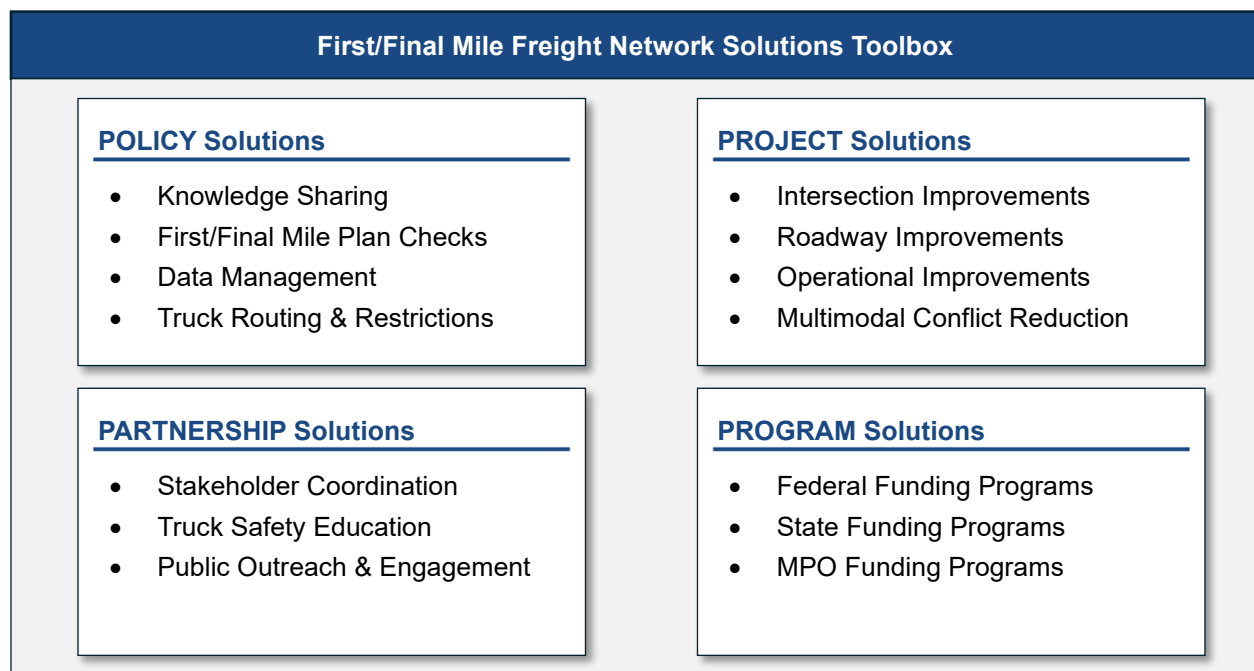 First/Final Mile Freight Network Solutions Toolbox
POLICY Solutions
• Knowledge Sharing
• First/Final Mile Plan Checks
• Data Management
• Truck Routing & Restrictions
PROJECT Solutions
• Intersection Improvements
• Roadway Improvements
• Operational Improvements
• Multimodal Conflict Reduction
PARTNERSHIP Solutions
• Stakeholder Coordination
• Truck Safety Education
• Public Outreach & Engagement
PROGRAM Solutions
• Federal Funding Programs
• State Funding Programs
• MPO Funding Programs